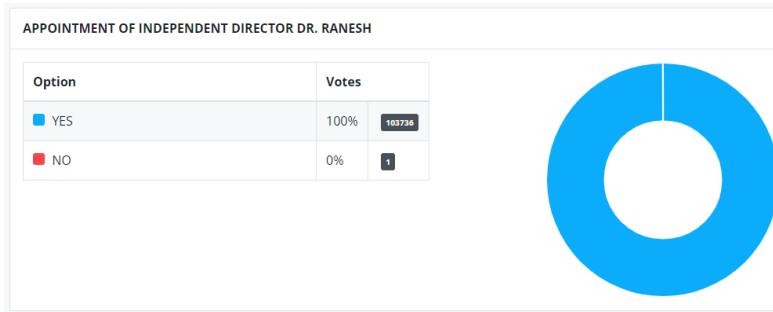 APPOINTMENT OF INDEPENDENT DIRECTOR DR. RANESH
Option Votes
YES 100% 103736
NO 0% 1